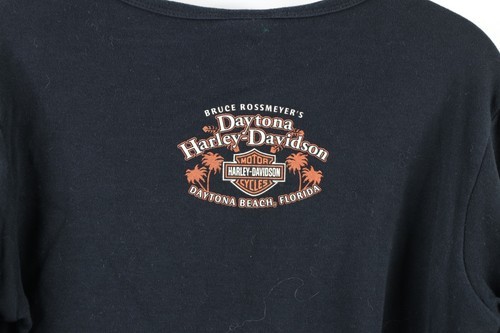 BRUCE ROSSMEYER'S
Daytona
Harley-Davidson
MOTOR
HARLEY-DAVIDSON
CYCLES
DAYTONA BEACH, FLORIDA